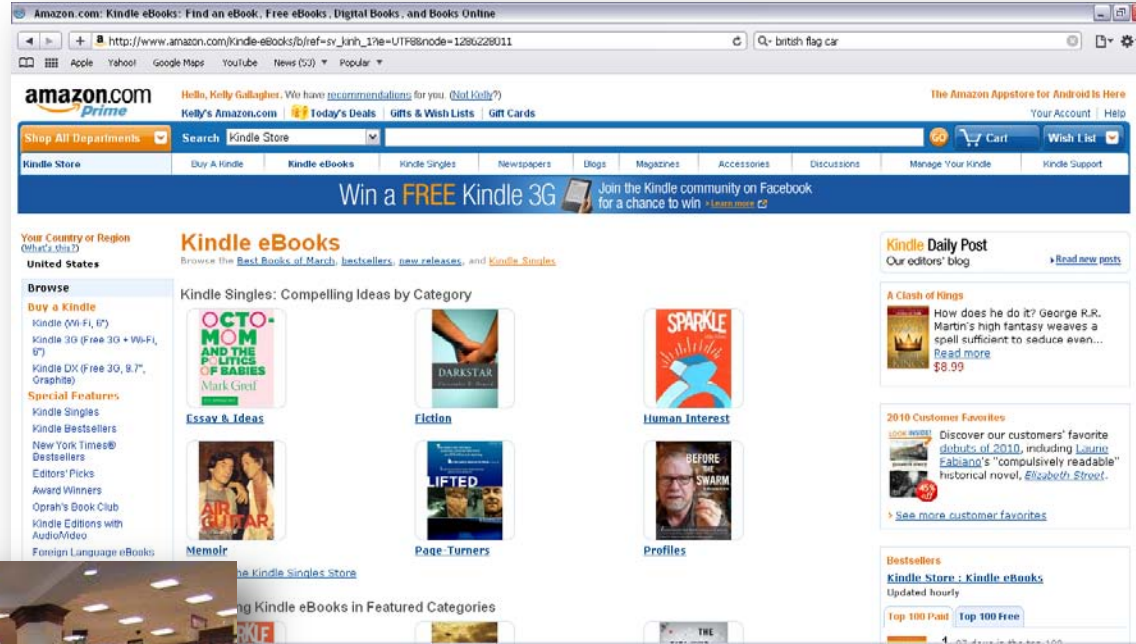 Amazon.com: Kindle eBooks: Find an eBook, Free eBooks, Digital Books, and Books Online
http://www.amazon.com/Kindle-eBooks/b/ref=sv_kinh_1?ie=UTF8&node=1286228011
british flag car
Apple Yahoo! Google Maps YouTube News (53) Popular
amazon.com
Prime
Hello, Kelly Gallagher. We have recommendations for you. (Not Kelly?)
The Amazon Appstore for Android Is Here
Kelly's Amazon.com Today's Deals Gifts & Wish Lists Gift Cards
Your Account Help
Shop All Departments Search Kindle Store GO Cart Wish List
Kindle Store Buy A Kindle Kindle eBooks Kindle Singles Newspapers Blogs Magazines Accessories Discussions Manage Your Kindle Kindle Support
Win a FREE Kindle 3G
Join the Kindle community on Facebook
for a chance to win Learn more
Your Country or Region
(What's this?)
United States
Browse
Buy a Kindle
Kindle (Wi-Fi, 6")
Kindle 3G (Free 3G + Wi-Fi,
6")
Kindle DX (Free 3G, 9.7",
Graphite)
Special Features
Kindle Singles
Kindle Bestsellers
New York Times®
Bestsellers
Editors' Picks
Award Winners
Oprah's Book Club
Kindle Editions with
Audio/Video
Foreign Language eBooks
Kindle eBooks
Browse the Best Books of March, bestsellers, new releases, and Kindle Singles
Kindle Singles: Compelling Ideas by Category
OCTO-
MOM
AND THE
POLITICS
OF BABIES
Mark Greif
Essay & Ideas
DARKSTAR
Fiction
SPARKLE
Human Interest
AIR
GUITAR
Memoir
LIFTED
Page-Turners
BEFORE
THE
SWARM
Profiles
he Kindle Singles Store
ng Kindle eBooks in Featured Categories
RKLE
THE
Kindle Daily Post
Our editors' blog
Read new posts
A Clash of Kings
How does he do it? George R.R.
Martin's high fantasy weaves a
spell sufficient to seduce even...
Read more
$8.99
2010 Customer Favorites
LOOK INSIDE!
45%
off
Discover our customers' favorite
debuts of 2010, including Laurie
Fabiano's "compulsively readable"
historical novel, Elizabeth Street.
See more customer favorites
Bestsellers
Kindle Store : Kindle eBooks
Updated hourly
Top 100 Paid Top 100 Free
1.